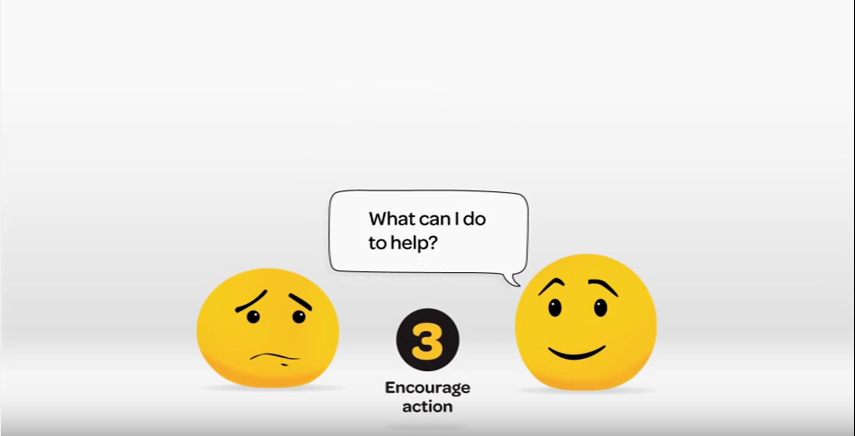 What can I do
to help?
3
Encourage
action